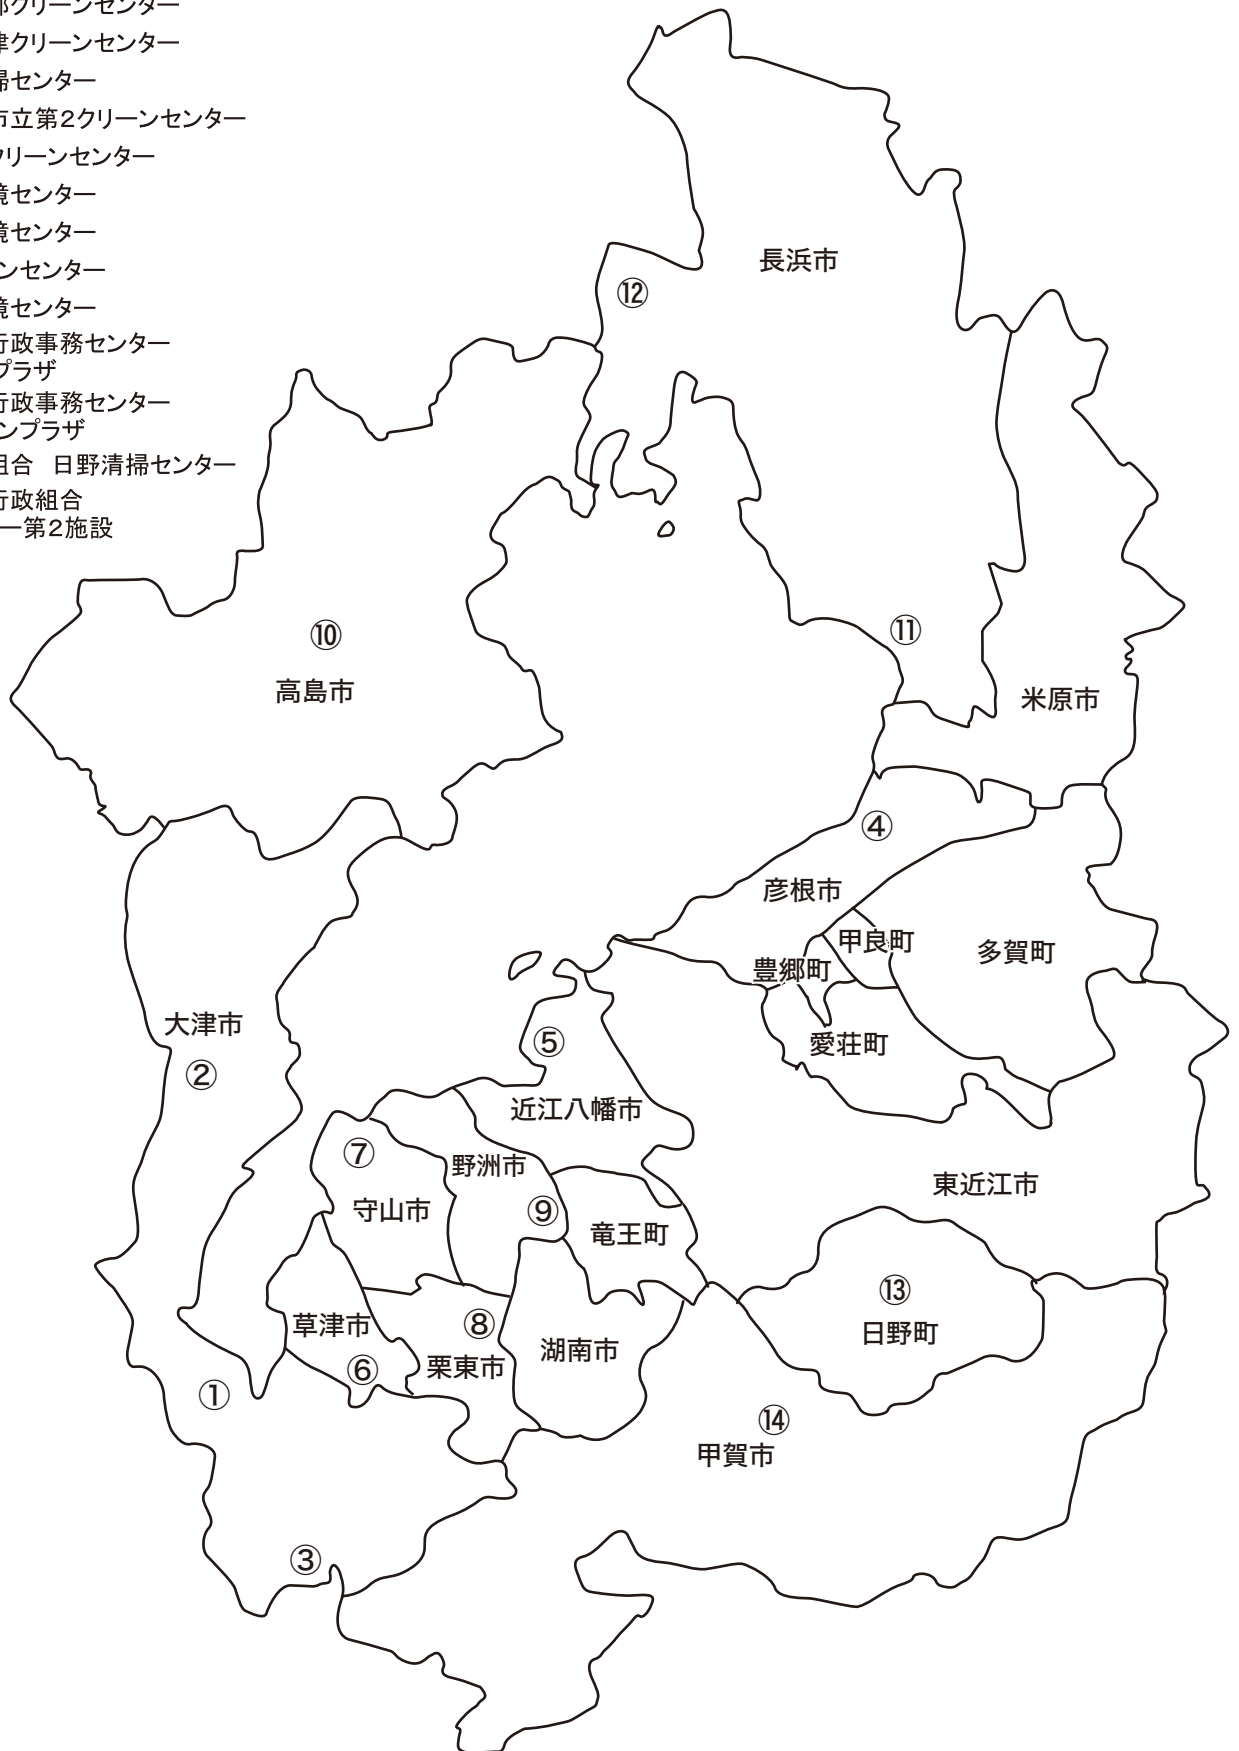 部クリーンセンター
津クリーンセンター
掃センター
市立第2クリーンセンター
クリーンセンター
境センター
境センター
ンセンター
境センター
行政事務センター
プラザ
行政事務センター
ンプラザ
組合 日野清掃センター
行政組合
ー第2施設
長浜市
⑫
⑩
高島市
⑪
米原市
④
彦根市
甲良町
多賀町
豊郷町
大津市
②
⑤
愛荘町
近江八幡市
⑦
野洲市
守山市
⑨
竜王町
東近江市
⑬
日野町
草津市
⑧
湖南市
⑥
栗東市
①
⑭
甲賀市
③